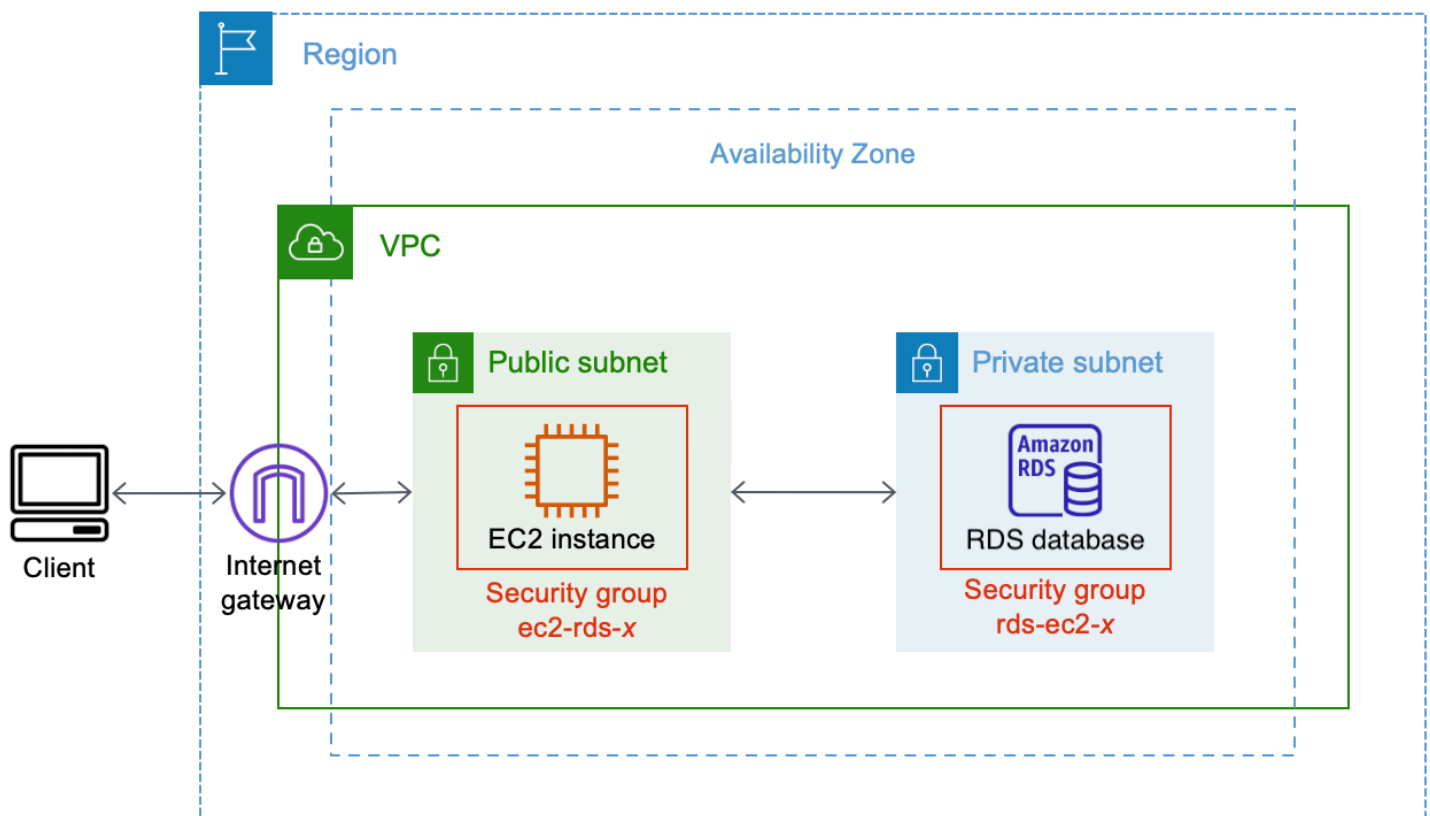 Region
Availability Zone
VPC
Public subnet
Private subnet
Amazon
RDS
EC2 instance
RDS database
Client
Internet
gateway
Security group
ec2-rds-x
Security group
rds-ec2-x